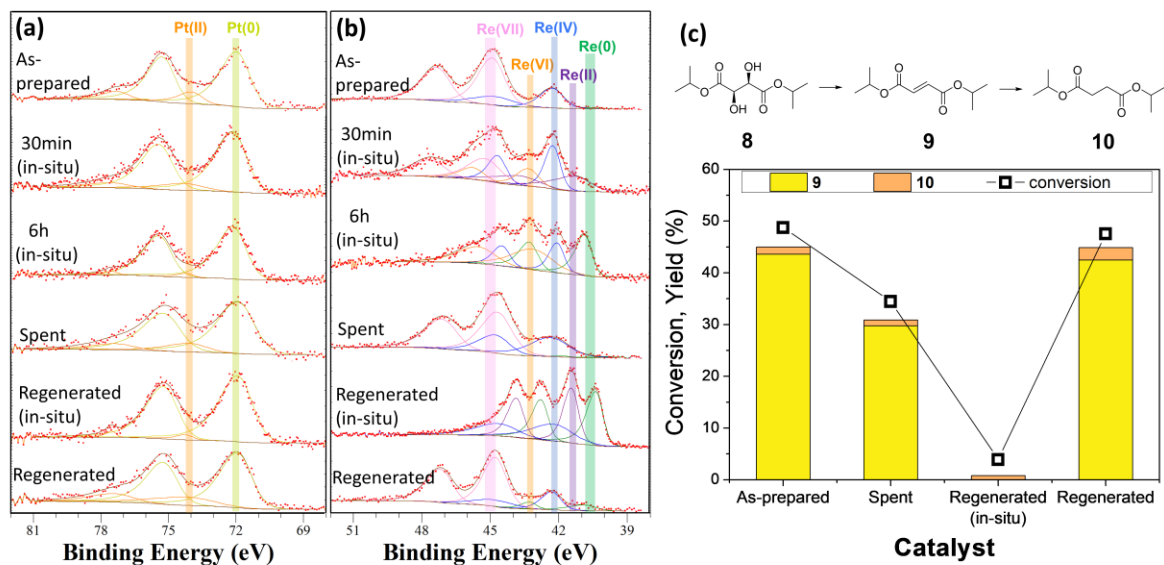 (a)
Pt(II)
Pt(0)
As-
prepared
30min
(in-situ)
6h
(in-situ)
Spent
Regenerated
(in-situ)
Regenerated
81
75
72
69
Binding Energy (eV)
(b)
Re(VII)
Re(IV)
Re(VI)
Re(0)
Re(II)
As-
prepared
30min
(in-situ)
6h
(in-situ)
Spent
Regenerated
(in-situ)
Regenerated
51
48
45
42
39
Binding Energy (eV)
(c)
O
OH
O
O
OH
O
8
O
O
O
O
9
O
O
O
O
10
9
10
conversion
60
50
40
30
20
10
0
Conversion, Yield (%)
As-prepared
Spent
Regenerated
(in-situ)
Regenerated
Catalyst